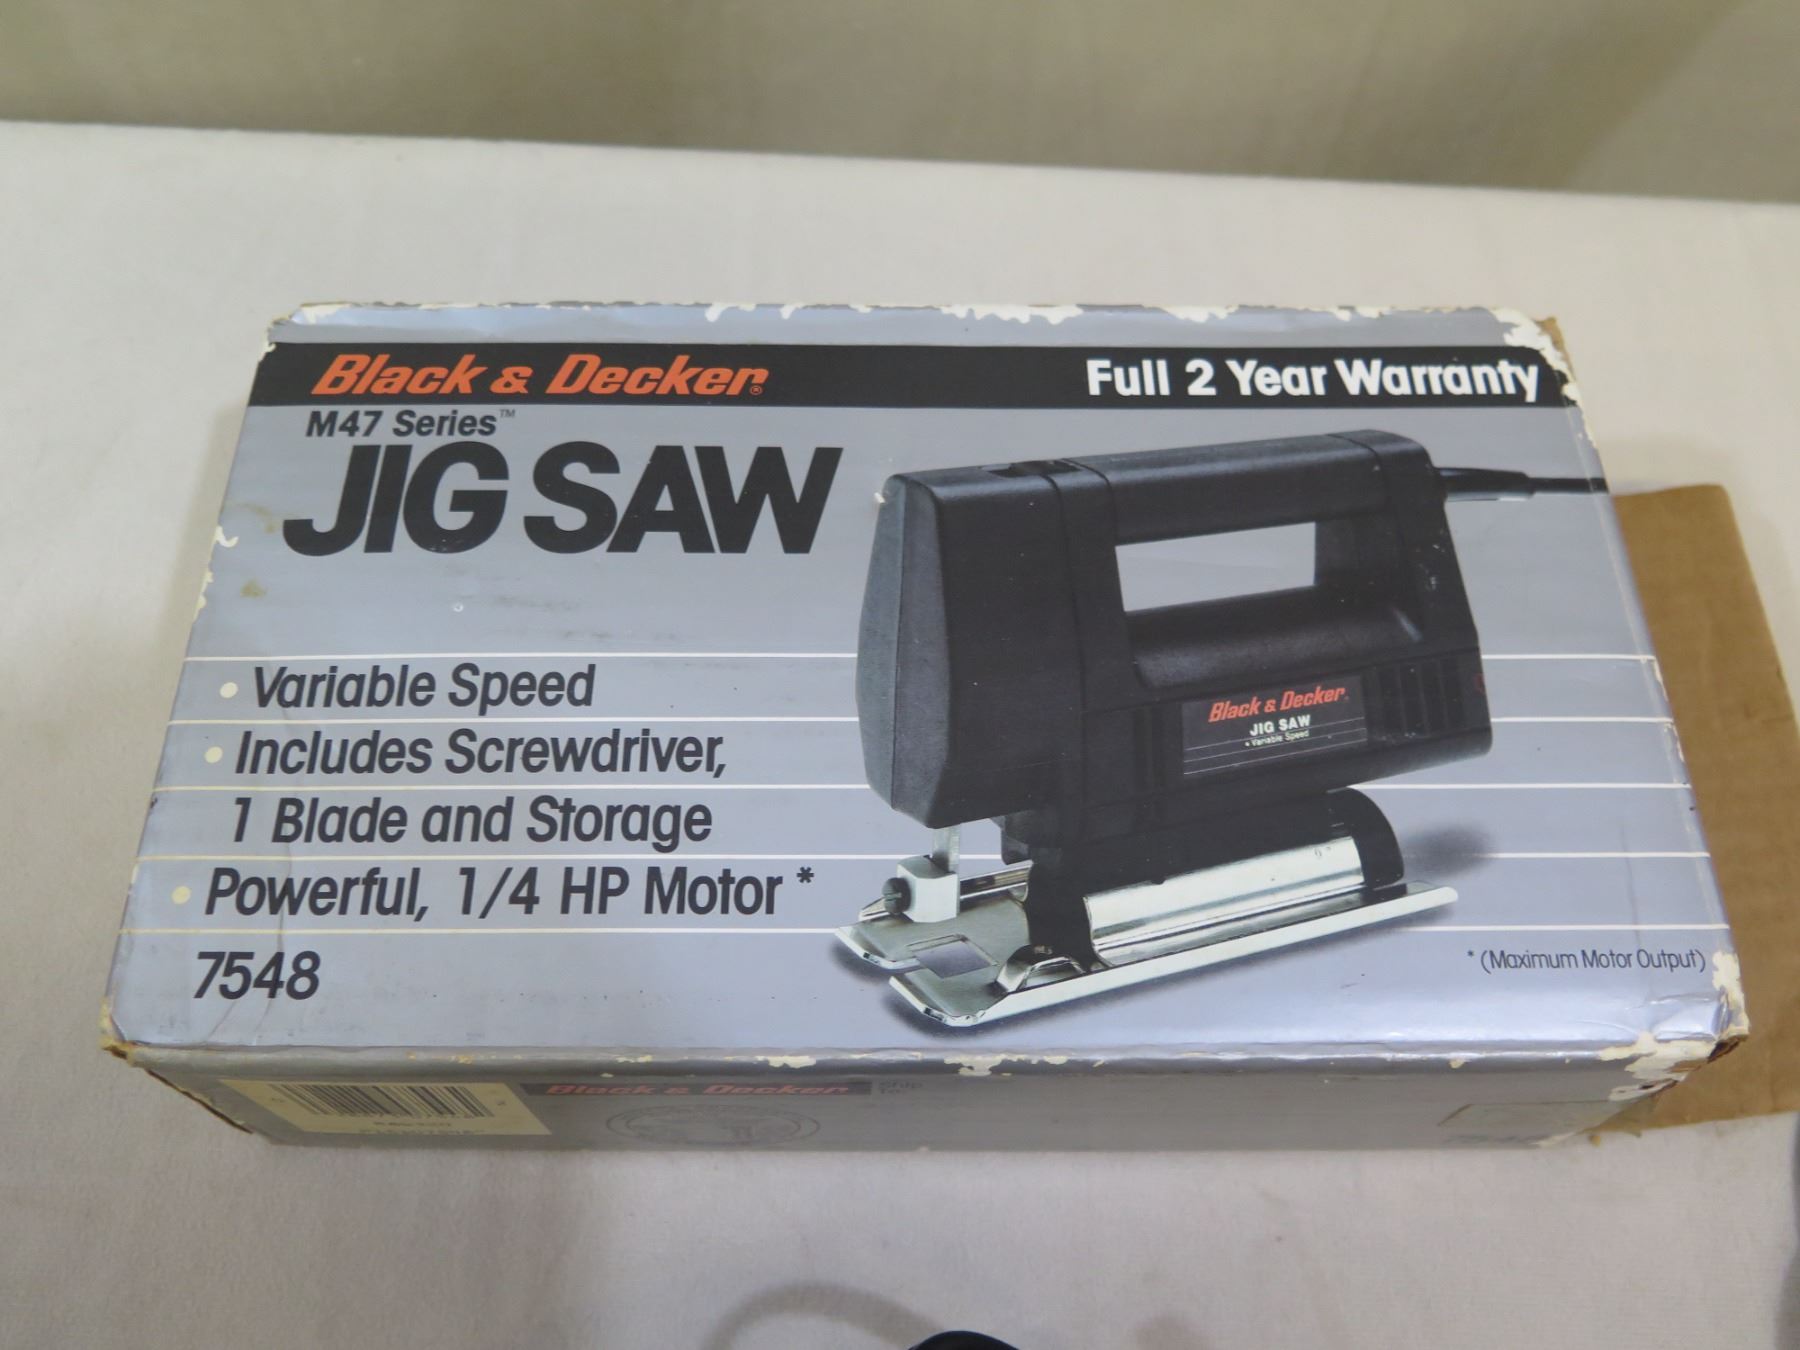 Black & Decker®
Full 2 Year Warranty
M47 Series™
JIG SAW
• Variable Speed
• Includes Screwdriver,
1 Blade and Storage
• Powerful, 1/4 HP Motor *
7548
* (Maximum Motor Output)
Black & Decker
JIG SAW
• Variable Speed
Black & Decker
Ship